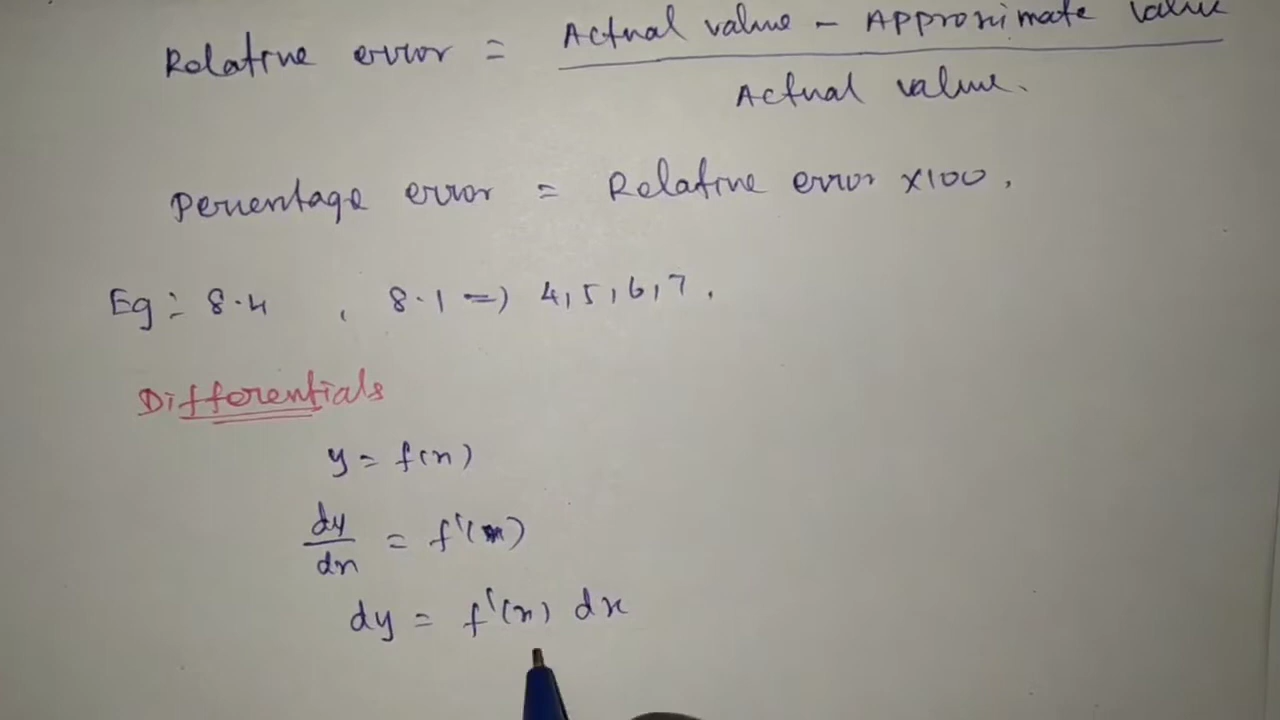 Relative error = Actual value - Approximate value
Actual value.
Percentage error = Relative error x100.
Eg: 8.4 , 8.1 => 4,5,6,7.
Differentials
y = f(x)
dy/dx = f'(x)
dy = f'(x) dx